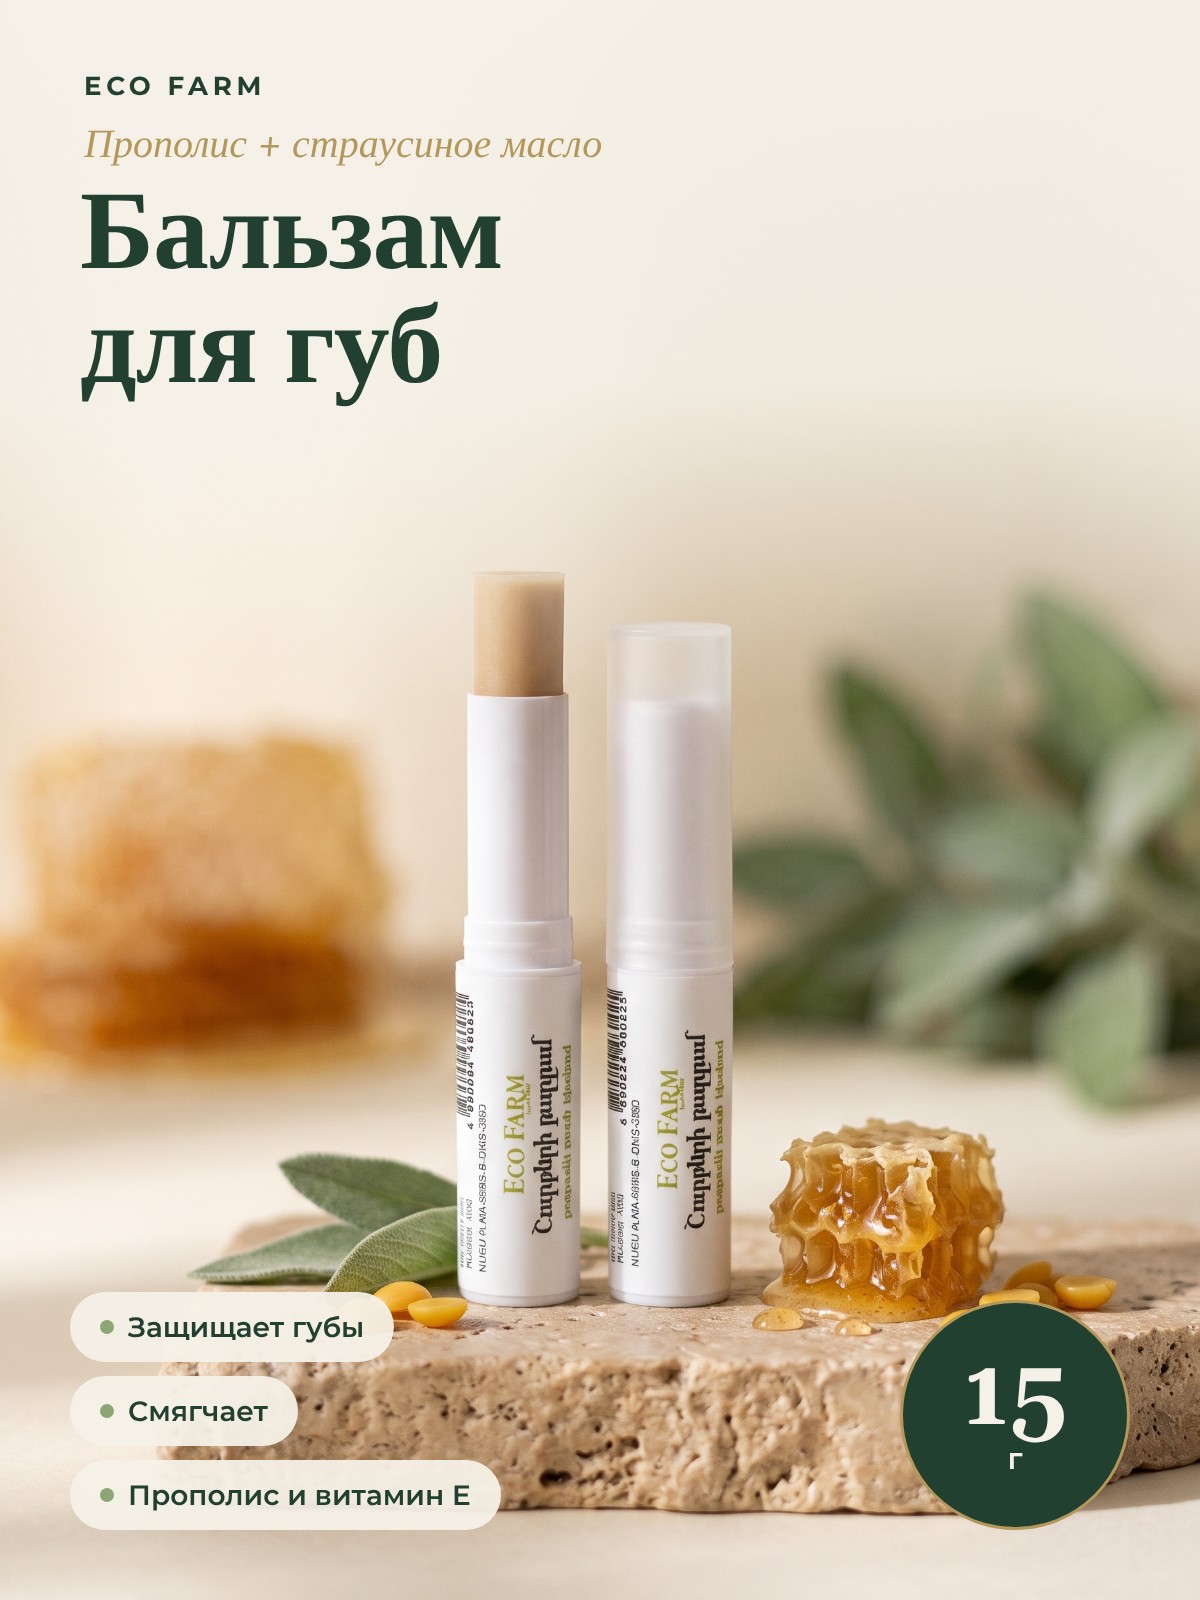 ECO FARM
Прополис + страусиное масло
Бальзам
для губ
ECO FARM
ECO FARM
Защищает губы
Смягчает
Прополис и витамин Е
15
г